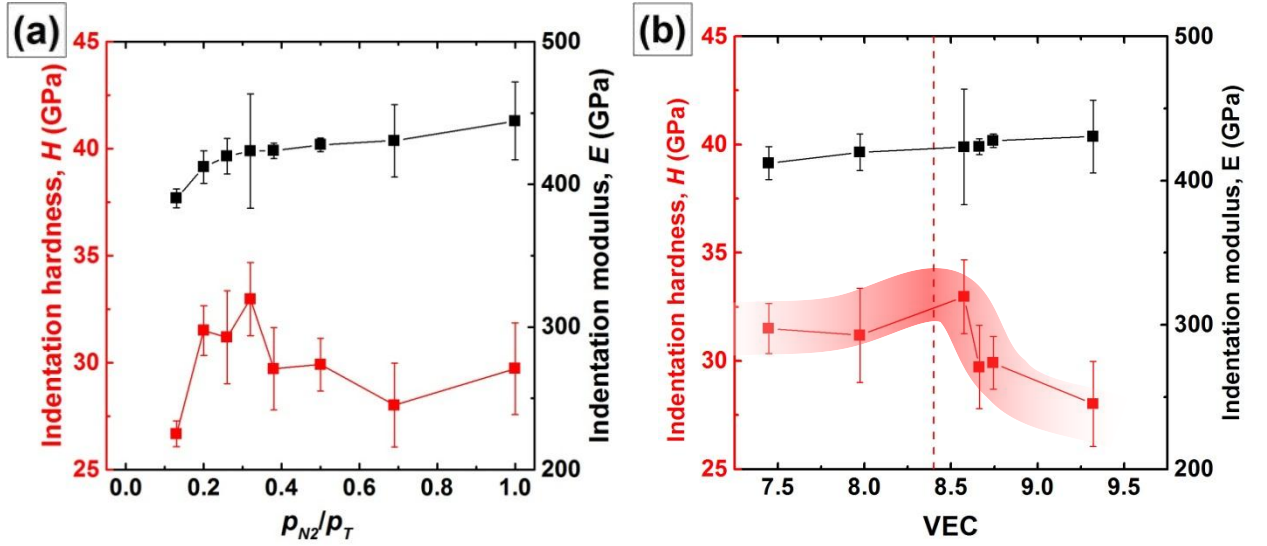 (a)
45
40
35
30
25
Indentation hardness, H (GPa)
0.0 0.2 0.4 0.6 0.8 1.0
pN2/pT
500
400
300
200
Indentation modulus, E (GPa)
(b)
45
40
35
30
25
Indentation hardness, H (GPa)
7.5 8.0 8.5 9.0 9.5
VEC
500
400
300
200
Indentation modulus, E (GPa)